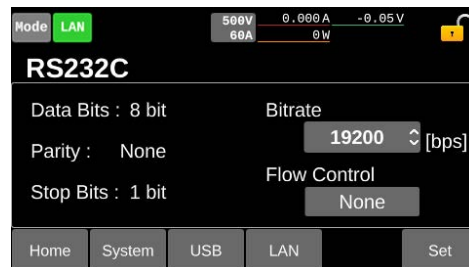 Mode LAN 500V 0.000 A -0.05 V
60A 0 W
RS232C
Data Bits : 8 bit Bitrate
19200 [bps]
Parity : None
Flow Control
Stop Bits : 1 bit None
Home System USB LAN Set